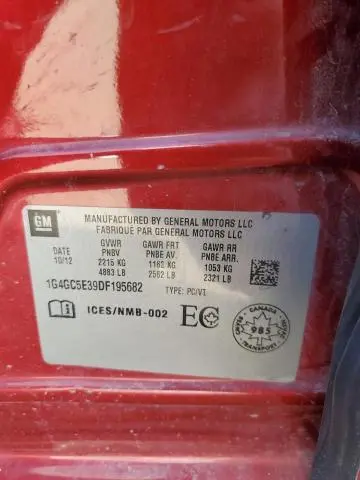 GM
MANUFACTURED BY GENERAL MOTORS LLC
FABRIQUE PAR GENERAL MOTORS LLC
DATE GVWR GAWR FRT GAWR RR
PNBV PNBE AV. PNBE ARR.
10/12 2215 KG 1162 KG 1053 KG
4883 LB 2562 LB 2321 LB
1G4GC5E39DF195682 TYPE: PC/VT.
ICES/NMB-002 EC
CANADA
985